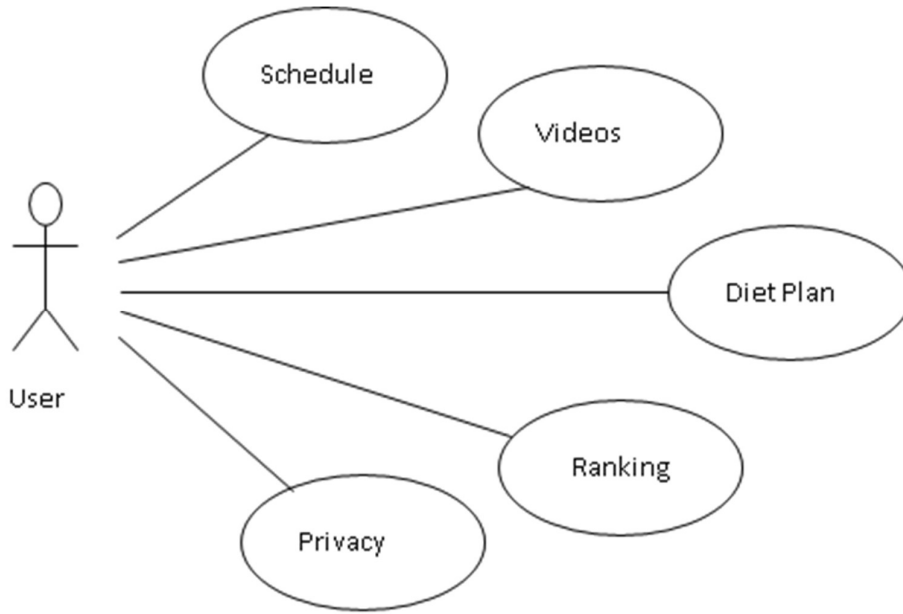 Schedule
Videos
Diet Plan
User
Ranking
Privacy